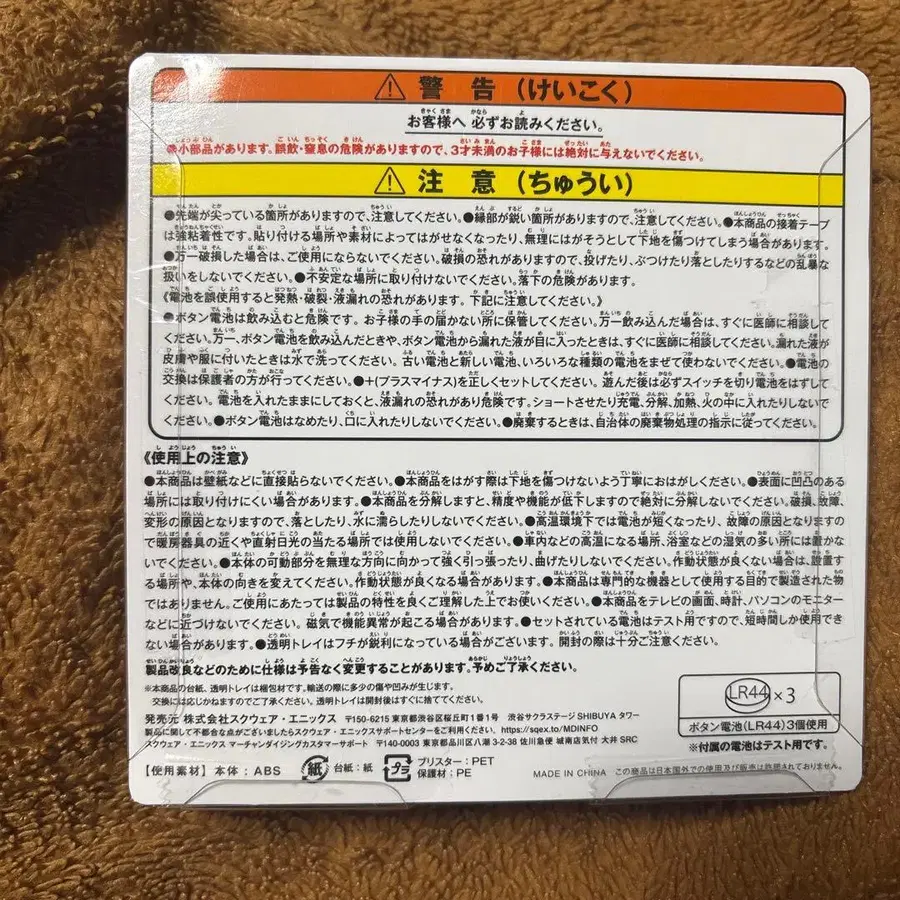 ⚠ 警告（けいこく）
お客様へ 必ずお読みください。
●小部品があります。誤飲・窒息の危険がありますので、3才未満のお子様には絶対に与えないでください。
⚠ 注意（ちゅうい）
●先端が尖っている箇所がありますので、注意してください。●縁部が鋭い箇所がありますので、注意してください。●本商品の接着テープ
は強粘着性です。貼り付ける場所や素材によってはがせなくなったり、無理にはがそうとして下地を傷つけてしまう場合があります。
●万一破損した場合は、ご使用にならないでください。破損の恐れがありますので、投げたり、ぶつけたり落としたりするなどの乱暴な
扱いをしないでください。●不安定な場所に取り付けないでください。落下の危険があります。
《電池を誤使用すると発熱・破裂・液漏れの恐れがあります。下記に注意してください。》
●ボタン電池は飲み込むと危険です。お子様の手の届かない所に保管してください。万一飲み込んだ場合は、すぐに医師に相談して
ください。万一、ボタン電池を飲み込んだときや、ボタン電池から漏れた液が目に入ったときは、すぐに医師に相談してください。漏れた液が
皮膚や服に付いたときは水で洗ってください。古い電池と新しい電池、いろいろな種類の電池をまぜて使わないでください。●電池の
交換は保護者の方が行ってください。●＋−（プラスマイナス）を正しくセットしてください。遊んだ後は必ずスイッチを切り電池をはずして
ください。電池を入れたままにしておくと、液漏れの恐れがあり危険です。ショートさせたり充電、分解、加熱、火の中に入れたりしないで
ください。●ボタン電池はなめたり、口に入れたりしないでください。●廃棄するときは、自治体の廃棄物処理の指示に従ってください。
《使用上の注意》
●本商品は壁紙などに直接貼らないでください。●本商品をはがす際は下地を傷つけないよう丁寧におはがしください。●表面に凹凸のある
場所には取り付けにくい場合があります。●本商品を分解しますと、精度や機能が低下しますので絶対に分解しないでください。破損、故障、
変形の原因となりますので、落としたり、水に濡らしたりしないでください。●高温環境下では電池が短くなったり、故障の原因となりますの
で暖房器具の近くや直射日光の当たる場所では使用しないでください。●車内などの高温になる場所、浴室などの湿気の多い所には置かな
いでください。●本体の可動部分を無理な方向に向かって強く引っ張ったり、曲げたりしないでください。作動状態が良くない場合は、設置す
る場所や、本体の向きを変えてください。作動状態が良くなる場合があります。●本商品は専門的な機器として使用する目的で製造された物
ではありません。ご使用にあたっては製品の特性を良くご理解した上でお使いください。●本商品をテレビの画面、時計、パソコンのモニター
などに近づけないでください。磁気で機能異常が起こる場合があります。●セットされている電池はテスト用ですので、短時間しか使用でき
ない場合があります。●透明トレイはフチが鋭利になっている場合がございます。開封の際は十分ご注意ください。
製品改良などのために仕様は予告なく変更することがあります。予めご了承ください。
※本商品の台紙、透明トレイは梱包材です。輸送の際に多少の傷や凹みが生じます。
交換には応じかねますのでご了承ください。透明トレイは開封後はすぐに捨ててください。
発売元 株式会社スクウェア・エニックス 〒150-6215 東京都渋谷区桜丘町1番1号 渋谷サクラステージ SHIBUYA タワー
製品に関して不都合な点がございましたらスクウェア・エニックス・サポートセンターをご利用ください。https://sqex.to/MDINFO
スクウェア・エニックス マーチャンダイジングカスタマーサポート 〒140-0003 東京都品川区八潮 3-2-38 佐川急便 城南店気付 大井 SRC
LR44 ×3
ボタン電池（LR44）3個使用
※付属の電池はテスト用です。
【使用素材】本体：ABS 紙 台紙：紙 プラ ブリスター：PET
保護材：PE
MADE IN CHINA この商品は日本国外での使用及び販売は許諾されておりません。